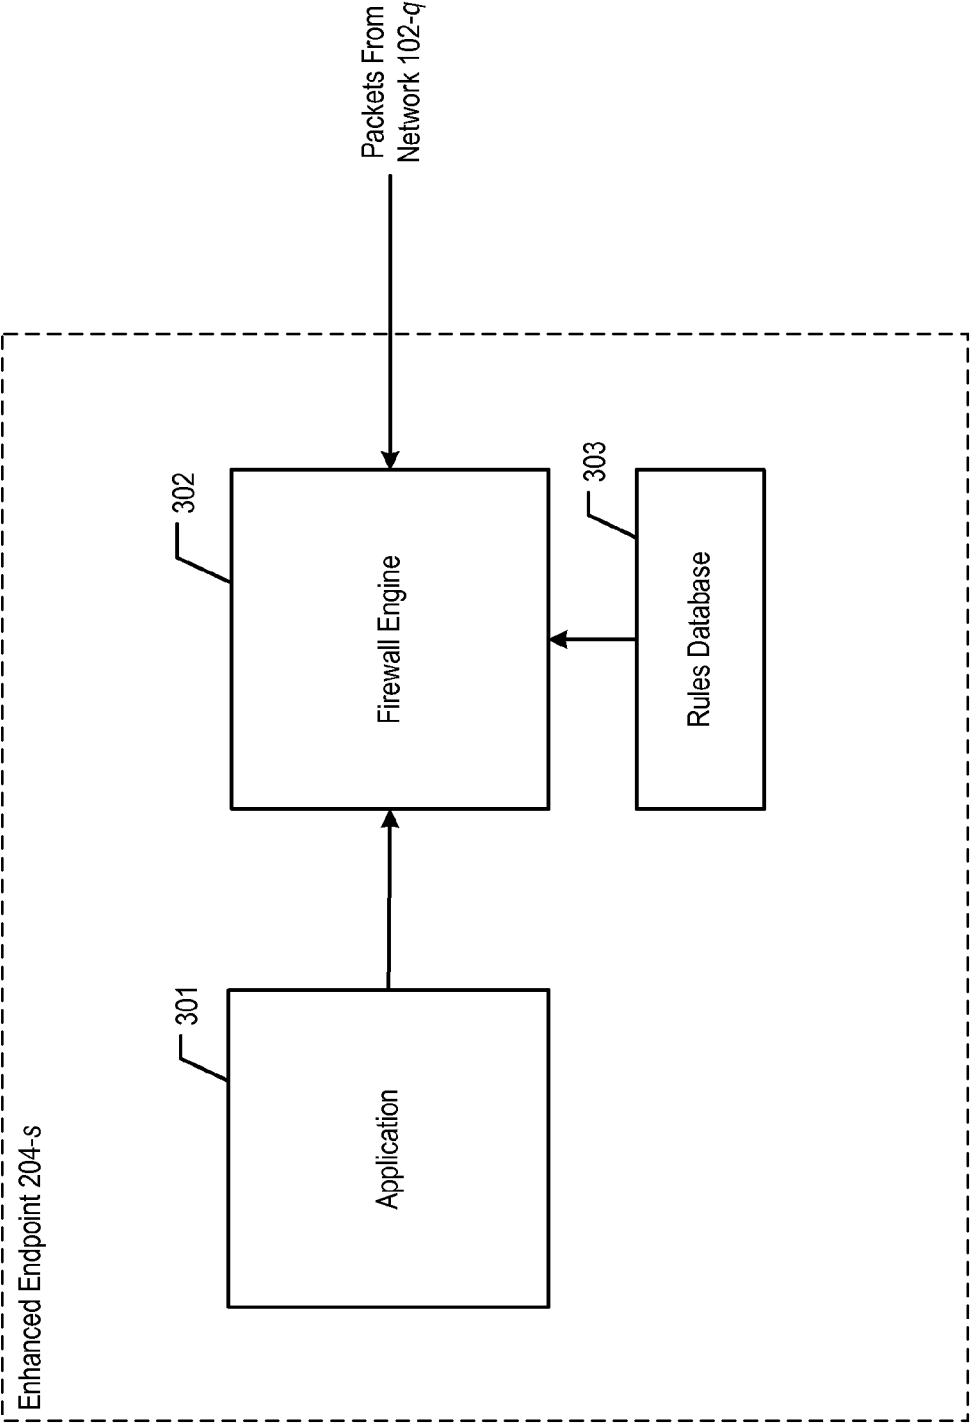 Enhanced Endpoint 204-s
301
Application
302
Firewall Engine
303
Rules Database
Packets From
Network 102-q